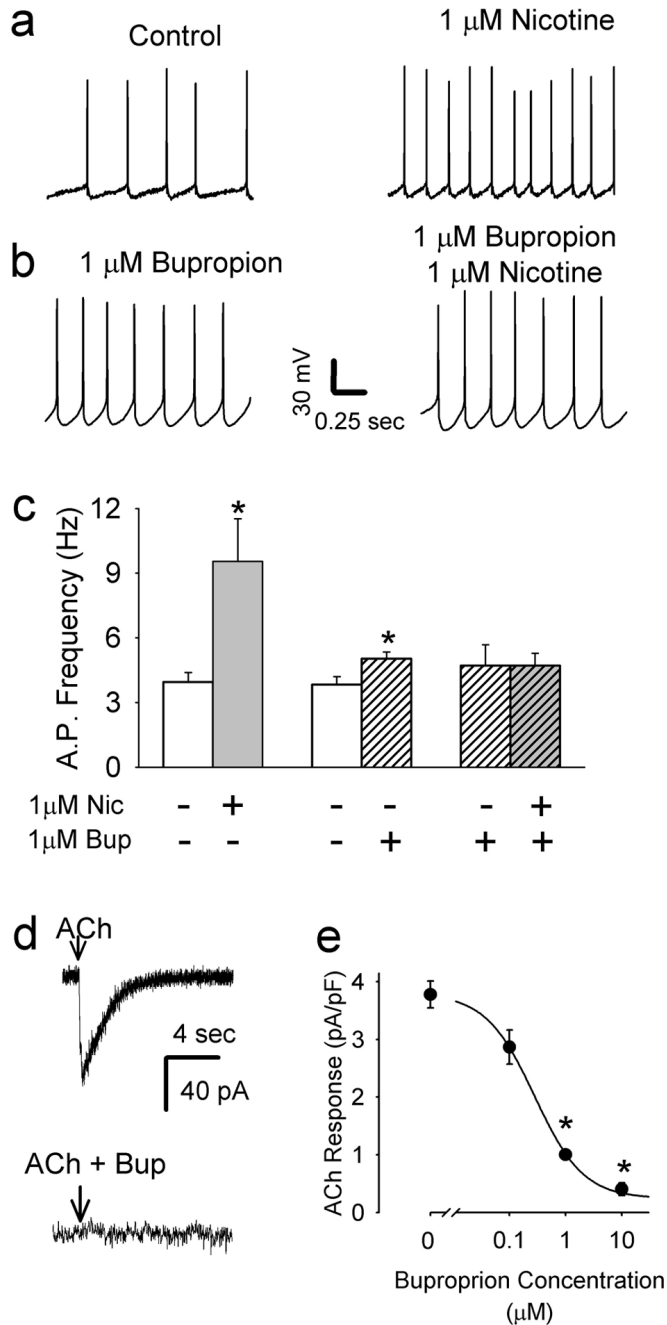 a
Control
1 μM Nicotine
b
1 μM Bupropion
1 μM Bupropion
1 μM Nicotine
30 mV
0.25 sec
c
A.P. Frequency (Hz)
12
9
6
3
0
*
*
1μM Nic - + - - - +
1μM Bup - - - + + +
d
ACh
4 sec
40 pA
ACh + Bup
e
ACh Response (pA/pF)
4
3
2
1
0
*
*
0 0.1 1 10
Buproprion Concentration
(μM)